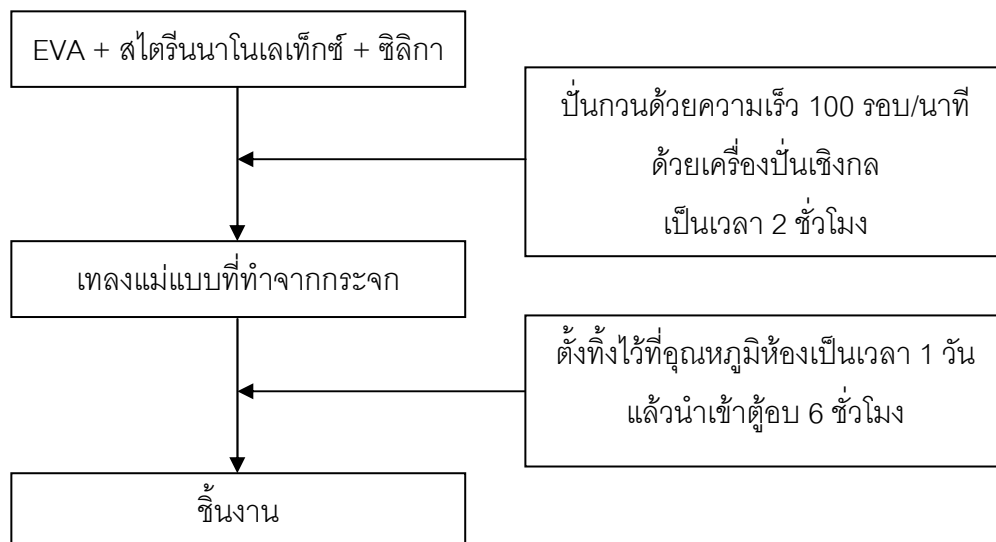 EVA + สไตรีนนาโนเลเท็กซ์ + ซิลิกา
ปั่นกวนด้วยความเร็ว 100 รอบ/นาที
ด้วยเครื่องปั่นเชิงกล
เป็นเวลา 2 ชั่วโมง
เทลงแม่แบบที่ทำจากกระจก
ตั้งทิ้งไว้ที่อุณหภูมิห้องเป็นเวลา 1 วัน
แล้วนำเข้าตู้อบ 6 ชั่วโมง
ชิ้นงาน